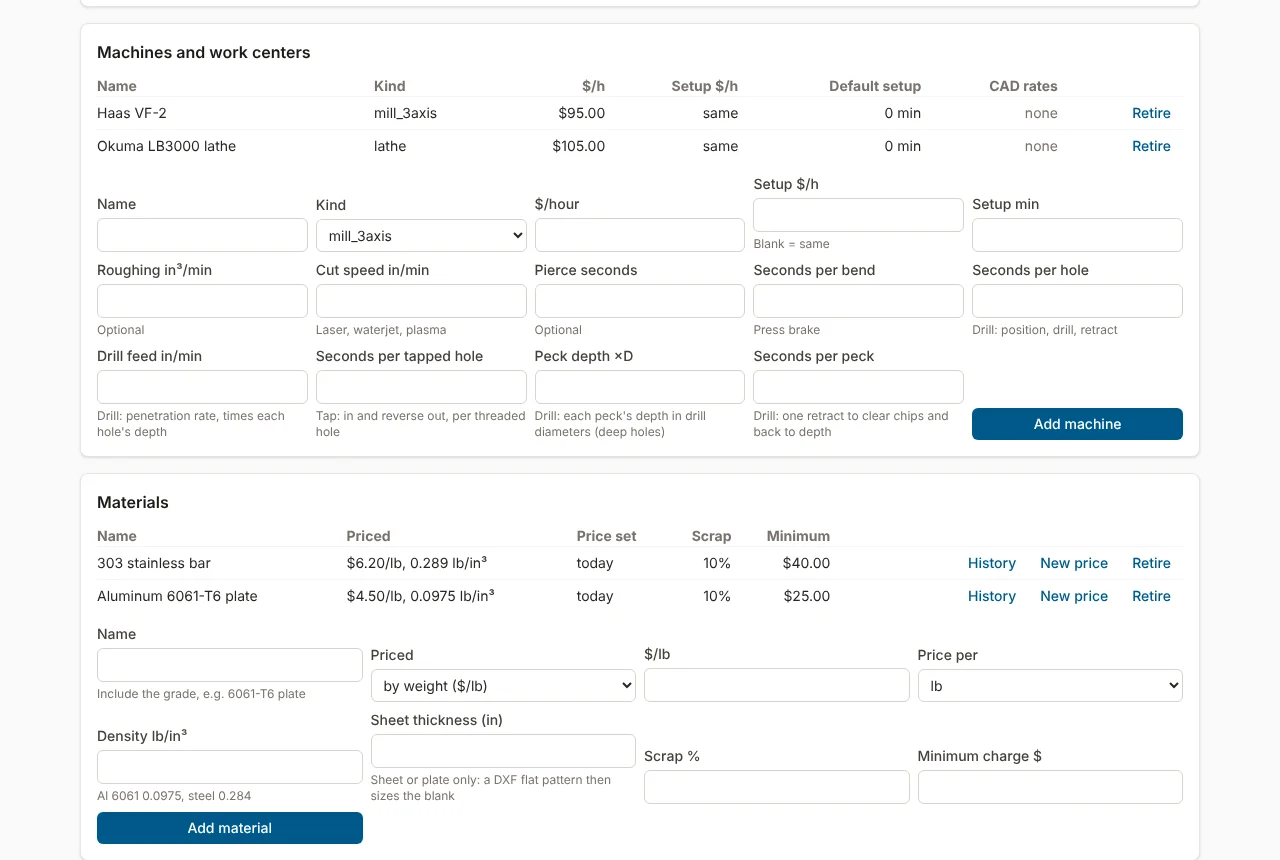 Machines and work centers
Name Kind $/h Setup $/h Default setup CAD rates
Haas VF-2 mill_3axis $95.00 same 0 min none Retire
Okuma LB3000 lathe lathe $105.00 same 0 min none Retire
Name Kind $/hour Setup $/h Setup min
mill_3axis
Blank = same
Roughing in³/min Cut speed in/min Pierce seconds Seconds per bend Seconds per hole
Optional Laser, waterjet, plasma Optional Press brake Drill: position, drill, retract
Drill feed in/min Seconds per tapped hole Peck depth ×D Seconds per peck
Drill: penetration rate, times each hole's depth
Tap: in and reverse out, per threaded hole
Drill: each peck's depth in drill diameters (deep holes)
Drill: one retract to clear chips and back to depth
Add machine
Materials
Name Priced Price set Scrap Minimum
303 stainless bar $6.20/lb, 0.289 lb/in³ today 10% $40.00 History New price Retire
Aluminum 6061-T6 plate $4.50/lb, 0.0975 lb/in³ today 10% $25.00 History New price Retire
Name Priced $/lb Price per
by weight ($/lb) lb
Include the grade, e.g. 6061-T6 plate
Density lb/in³ Sheet thickness (in) Scrap % Minimum charge $
Al 6061 0.0975, steel 0.284
Sheet or plate only: a DXF flat pattern then sizes the blank
Add material